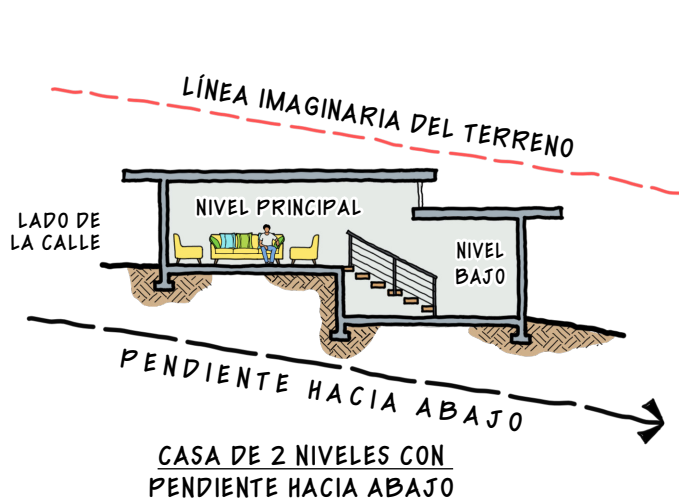 LÍNEA IMAGINARIA DEL TERRENO
NIVEL PRINCIPAL
LADO DE
LA CALLE
NIVEL
BAJO
PENDIENTE HACIA ABAJO
CASA DE 2 NIVELES CON
PENDIENTE HACIA ABAJO